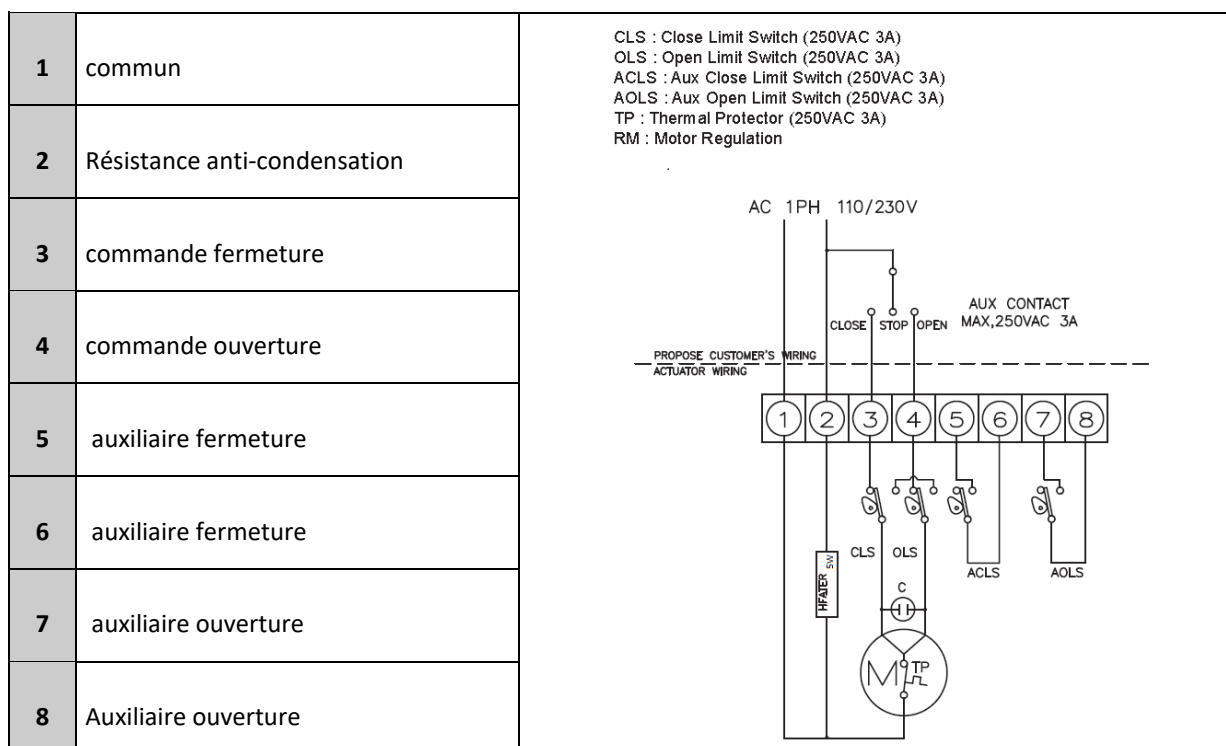 1 commun
2 Résistance anti-condensation
3 commande fermeture
4 commande ouverture
5 auxiliaire fermeture
6 auxiliaire fermeture
7 auxiliaire ouverture
8 Auxiliaire ouverture
CLS : Close Limit Switch (250VAC 3A)
OLS : Open Limit Switch (250VAC 3A)
ACLS : Aux Close Limit Switch (250VAC 3A)
AOLS : Aux Open Limit Switch (250VAC 3A)
TP : Thermal Protector (250VAC 3A)
RM : Motor Regulation
AC 1PH 110/230V
AUX CONTACT
MAX,250VAC 3A
CLOSE STOP OPEN
PROPOSE CUSTOMER'S WIRING
ACTUATOR WIRING
1 2 3 4 5 6 7 8
CLS OLS
ACLS AOLS
HEATER 5W
C
M TP